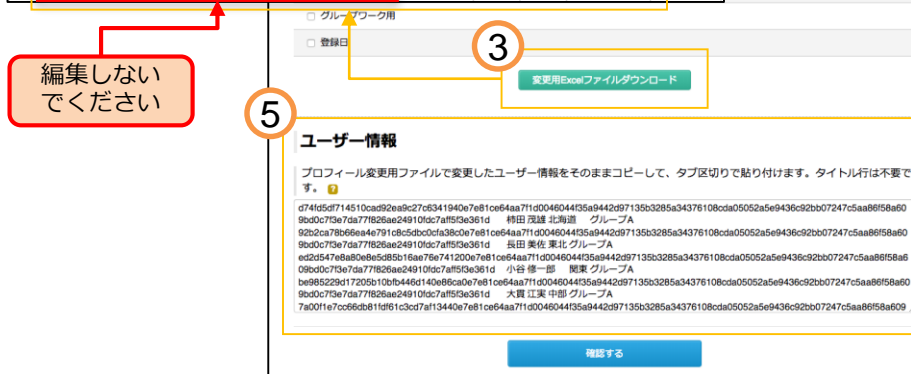 グループワーク用
登録日
③
変更用Excelファイルダウンロード
編集しない
でください
⑤
ユーザー情報
プロフィール変更用ファイルで変更したユーザー情報をそのままコピーして、タブ区切りで貼り付けます。タイトル行は不要で
す。 ?
d74fd5df714510cad92ea9c27c6341940e7e81ce64aa7f1d0046044f35a9442d97135b3285a34376108cda05052a5e9436c92bb07247c5aa86f58a60
9bd0c7f3e7da77f826ae24910fdc7aff5f3e361d 柿田 茂雄 北海道 グループA
92b2ca78b66ea4e791c8c5dbc0cfa38c0e7e81ce64aa7f1d0046044f35a9442d97135b3285a34376108cda05052a5e9436c92bb07247c5aa86f58a60
9bd0c7f3e7da77f826ae24910fdc7aff5f3e361d 長田 美佐 東北 グループA
ed2d547e8a80e8e5d85b16ae76e741200e7e81ce64aa7f1d0046044f35a9442d97135b3285a34376108cda05052a5e9436c92bb07247c5aa86f58a6
09bd0c7f3e7da77f826ae24910fdc7aff5f3e361d 小谷 修一郎 関東 グループA
be985229d17205b10bfb446d140e86ca0e7e81ce64aa7f1d0046044f35a9442d97135b3285a34376108cda05052a5e9436c92bb07247c5aa86f58a60
9bd0c7f3e7da77f826ae24910fdc7aff5f3e361d 大貫 江実 中部 グループA
7a00f1e7cc66db81fdf61c3cd7af13440e7e81ce64aa7f1d0046044f35a9442d97135b3285a34376108cda05052a5e9436c92bb07247c5aa86f58a609
確認する